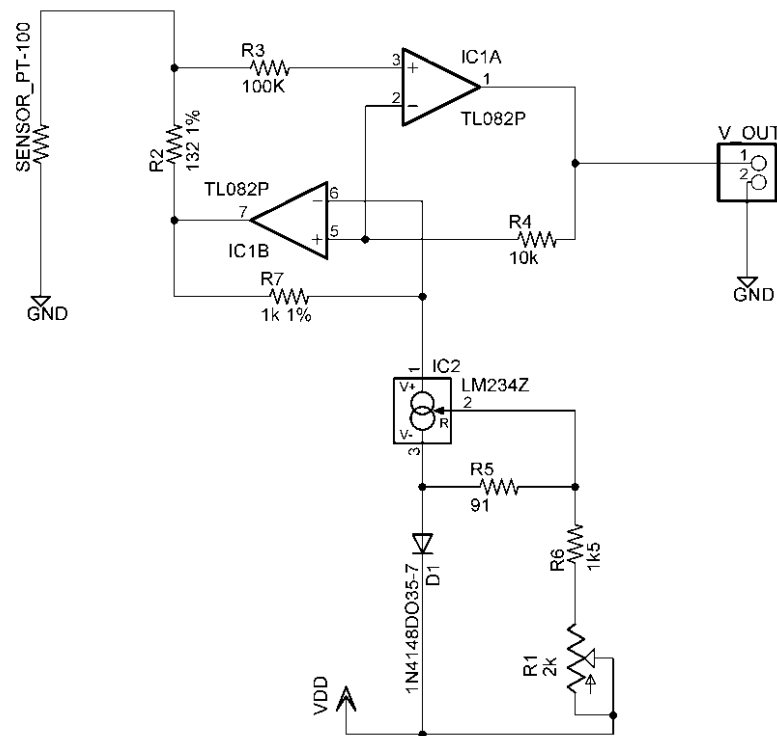 SENSOR_PT-100
GND
R2
132 1%
R3
100K
3
2
+
−
1
IC1A
TL082P
V_OUT
1
2
GND
TL082P
7
6
−
5
+
IC1B
R4
10k
R7
1k 1%
IC2
LM234Z
1
V+
V-
R
2
3
R5
91
R6
1k5
D1
1N4148DO35-7
R1
2k
VDD